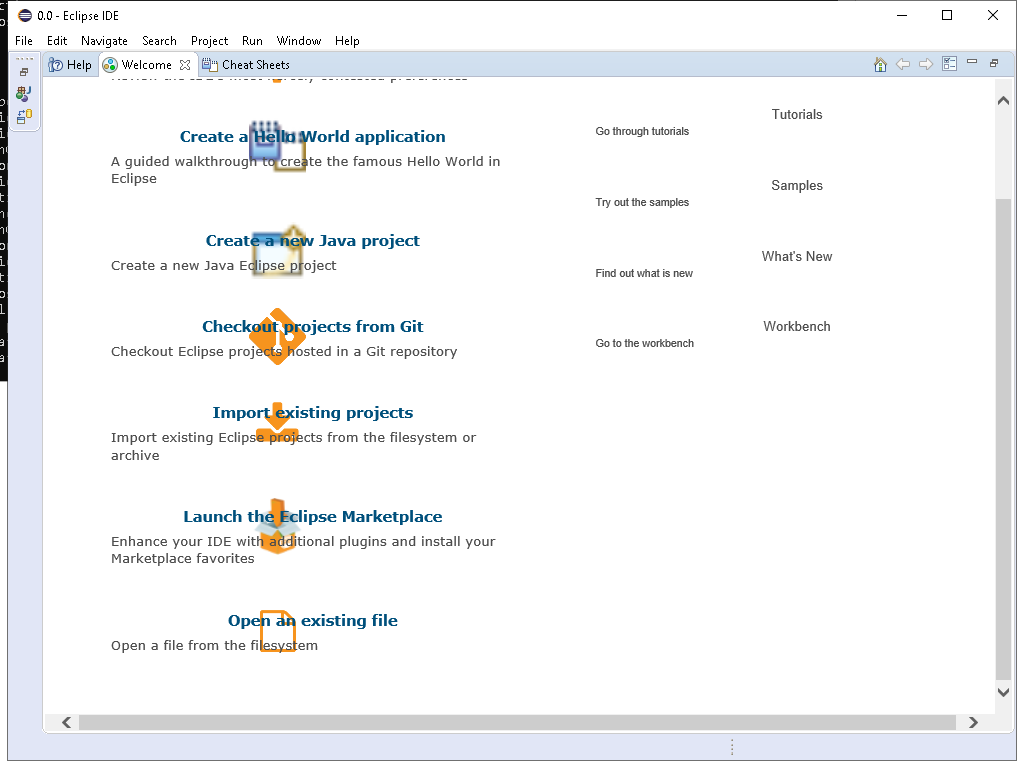 0.0 - Eclipse IDE
File Edit Navigate Search Project Run Window Help
Help Welcome Cheat Sheets
Create a Hello World application
A guided walkthrough to create the famous Hello World in
Eclipse
Create a new Java project
Create a new Java Eclipse project
Checkout projects from Git
Checkout Eclipse projects hosted in a Git repository
Import existing projects
Import existing Eclipse projects from the filesystem or
archive
Launch the Eclipse Marketplace
Enhance your IDE with additional plugins and install your
Marketplace favorites
Open an existing file
Open a file from the filesystem
Tutorials
Go through tutorials
Samples
Try out the samples
What's New
Find out what is new
Workbench
Go to the workbench